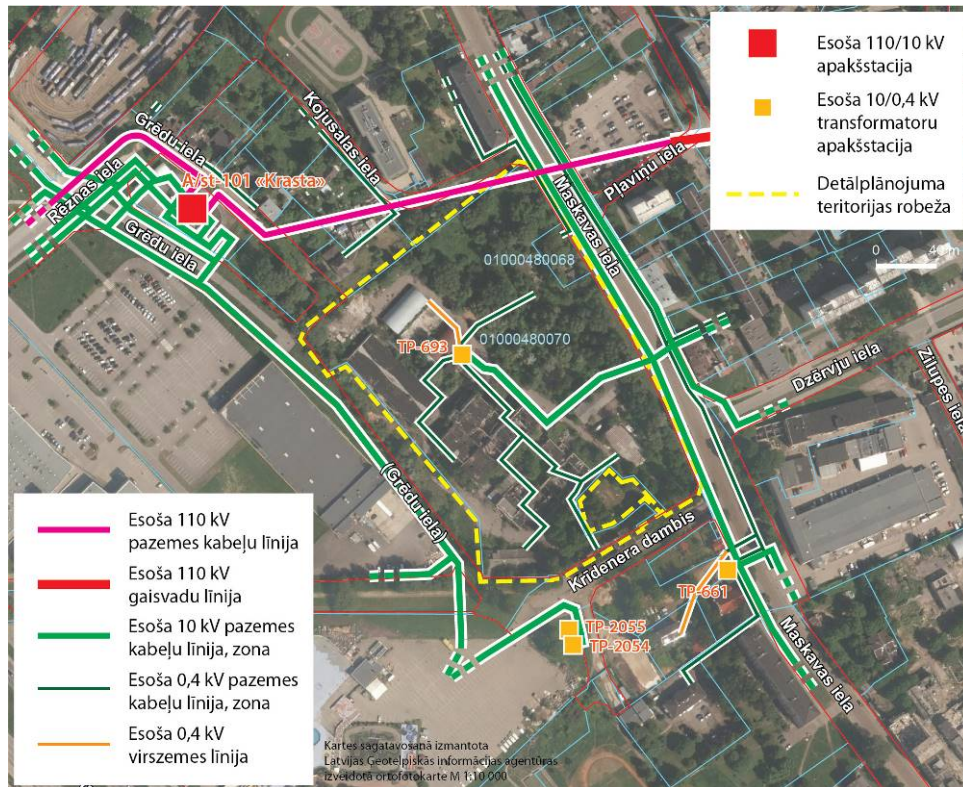 Esoša 110/10 kV
apakšstacija
Esoša 10/0,4 kV
transformatoru
apakšstacija
Detālplānojuma
teritorijas robeža
0 40 m
Grēdu iela
Kojusalas iela
Rēznas iela
A/st-101 «Krasta»
Grēdu iela
Maskavas iela
Pļaviņu iela
01000480068
01000480070
TP-693
Dzērvju iela
Zilupes iela
(Grēdu iela)
Krīdenera dambis
TP-661
TP-2055
TP-2054
Maskavas iela
Esoša 110 kV
pazemes kabeļu līnija
Esoša 110 kV
gaisvadu līnija
Esoša 10 kV pazemes
kabeļu līnija, zona
Esoša 0,4 kV pazemes
kabeļu līnija, zona
Esoša 0,4 kV
virszemes līnija
Kartes sagatavošanā izmantota
Latvijas Ģeotelpiskās informācijas aģentūras
izveidotā ortofotokarte M 1:10 000